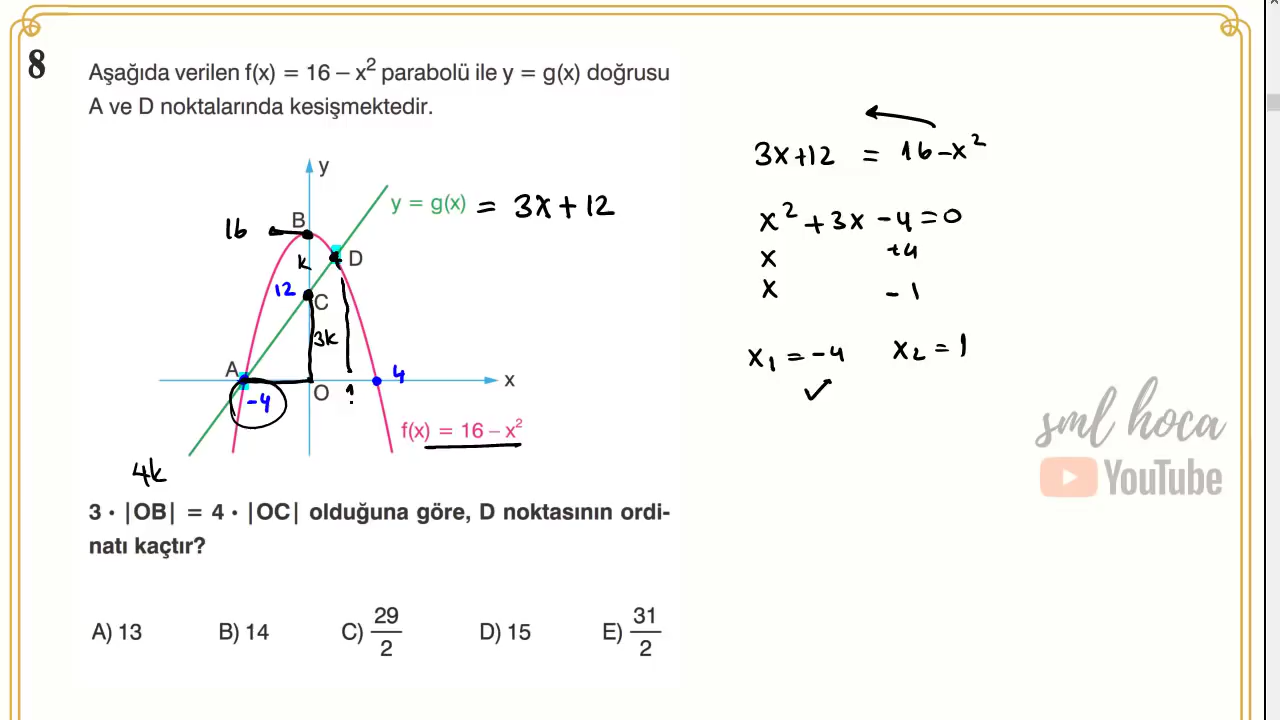 8
Aşağıda verilen f(x) = 16 – x² parabolü ile y = g(x) doğrusu
A ve D noktalarında kesişmektedir.
y
y = g(x) = 3x + 12
16
B
k
D
12
C
3k
A
-4
O
?
4
x
f(x) = 16 – x²
4k
3 · |OB| = 4 · |OC| olduğuna göre, D noktasının ordi-
natı kaçtır?
A) 13 B) 14 C) 29/2 D) 15 E) 31/2
3x+12 = 16-x²
x² + 3x - 4 = 0
x +4
x - 1
x₁ = -4 x₂ = 1
✓
sml hoca
YouTube